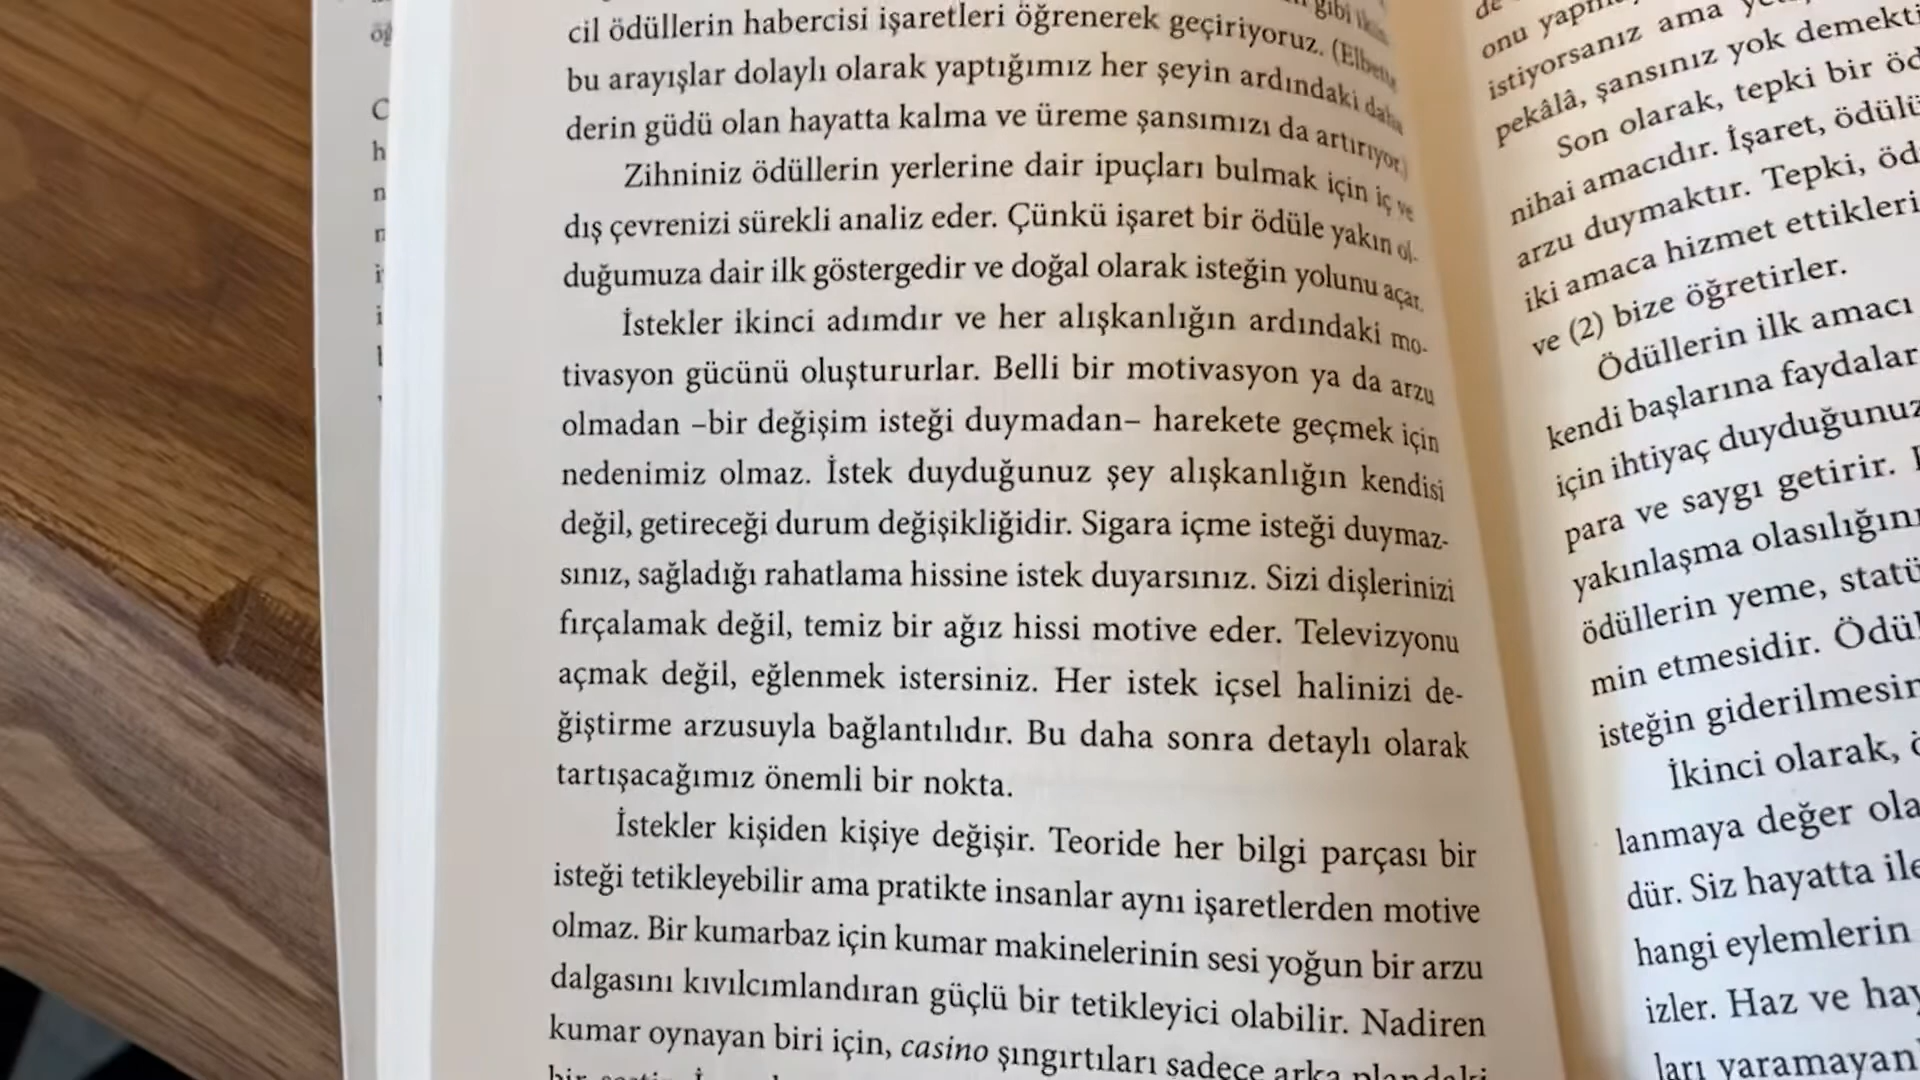 cil ödüllerin habercisi işaretleri öğrenerek geçiriyoruz. (Elbette
bu arayışlar dolaylı olarak yaptığımız her şeyin ardındaki daha
derin güdü olan hayatta kalma ve üreme şansımızı da artırıyor.)
Zihniniz ödüllerin yerlerine dair ipuçları bulmak için iç ve
dış çevrenizi sürekli analiz eder. Çünkü işaret bir ödüle yakın ol-
duğumuza dair ilk göstergedir ve doğal olarak isteğin yolunu açar.
İstekler ikinci adımdır ve her alışkanlığın ardındaki mo-
tivasyon gücünü oluştururlar. Belli bir motivasyon ya da arzu
olmadan –bir değişim isteği duymadan– harekete geçmek için
nedenimiz olmaz. İstek duyduğunuz şey alışkanlığın kendisi
değil, getireceği durum değişikliğidir. Sigara içme isteği duymaz-
sınız, sağladığı rahatlama hissine istek duyarsınız. Sizi dişlerinizi
fırçalamak değil, temiz bir ağız hissi motive eder. Televizyonu
açmak değil, eğlenmek istersiniz. Her istek içsel halinizi de-
ğiştirme arzusuyla bağlantılıdır. Bu daha sonra detaylı olarak
tartışacağımız önemli bir nokta.
İstekler kişiden kişiye değişir. Teoride her bilgi parçası bir
isteği tetikleyebilir ama pratikte insanlar aynı işaretlerden motive
olmaz. Bir kumarbaz için kumar makinelerinin sesi yoğun bir arzu
dalgasını kıvılcımlandıran güçlü bir tetikleyici olabilir. Nadiren
kumar oynayan biri için, casino şıngırtıları sadece arka plandaki
onu
istiyorsanız ama
pekâlâ, şansınız yok demekti
Son olarak, tepki bir öd
nihai amacıdır. İşaret, ödülü
arzu duymaktır. Tepki, öd
iki amaca hizmet ettikleri
ve (2) bize öğretirler.
Ödüllerin ilk amacı
kendi başlarına faydalar
için ihtiyaç duyduğunuz
para ve saygı getirir.
yakınlaşma olasılığını
ödüllerin yeme, statü
min etmesidir. Ödül
isteğin giderilmesin
İkinci olarak, ö
lanmaya değer ola
dür. Siz hayatta ile
hangi eylemlerin
izler. Haz ve hay
ları yaramayan